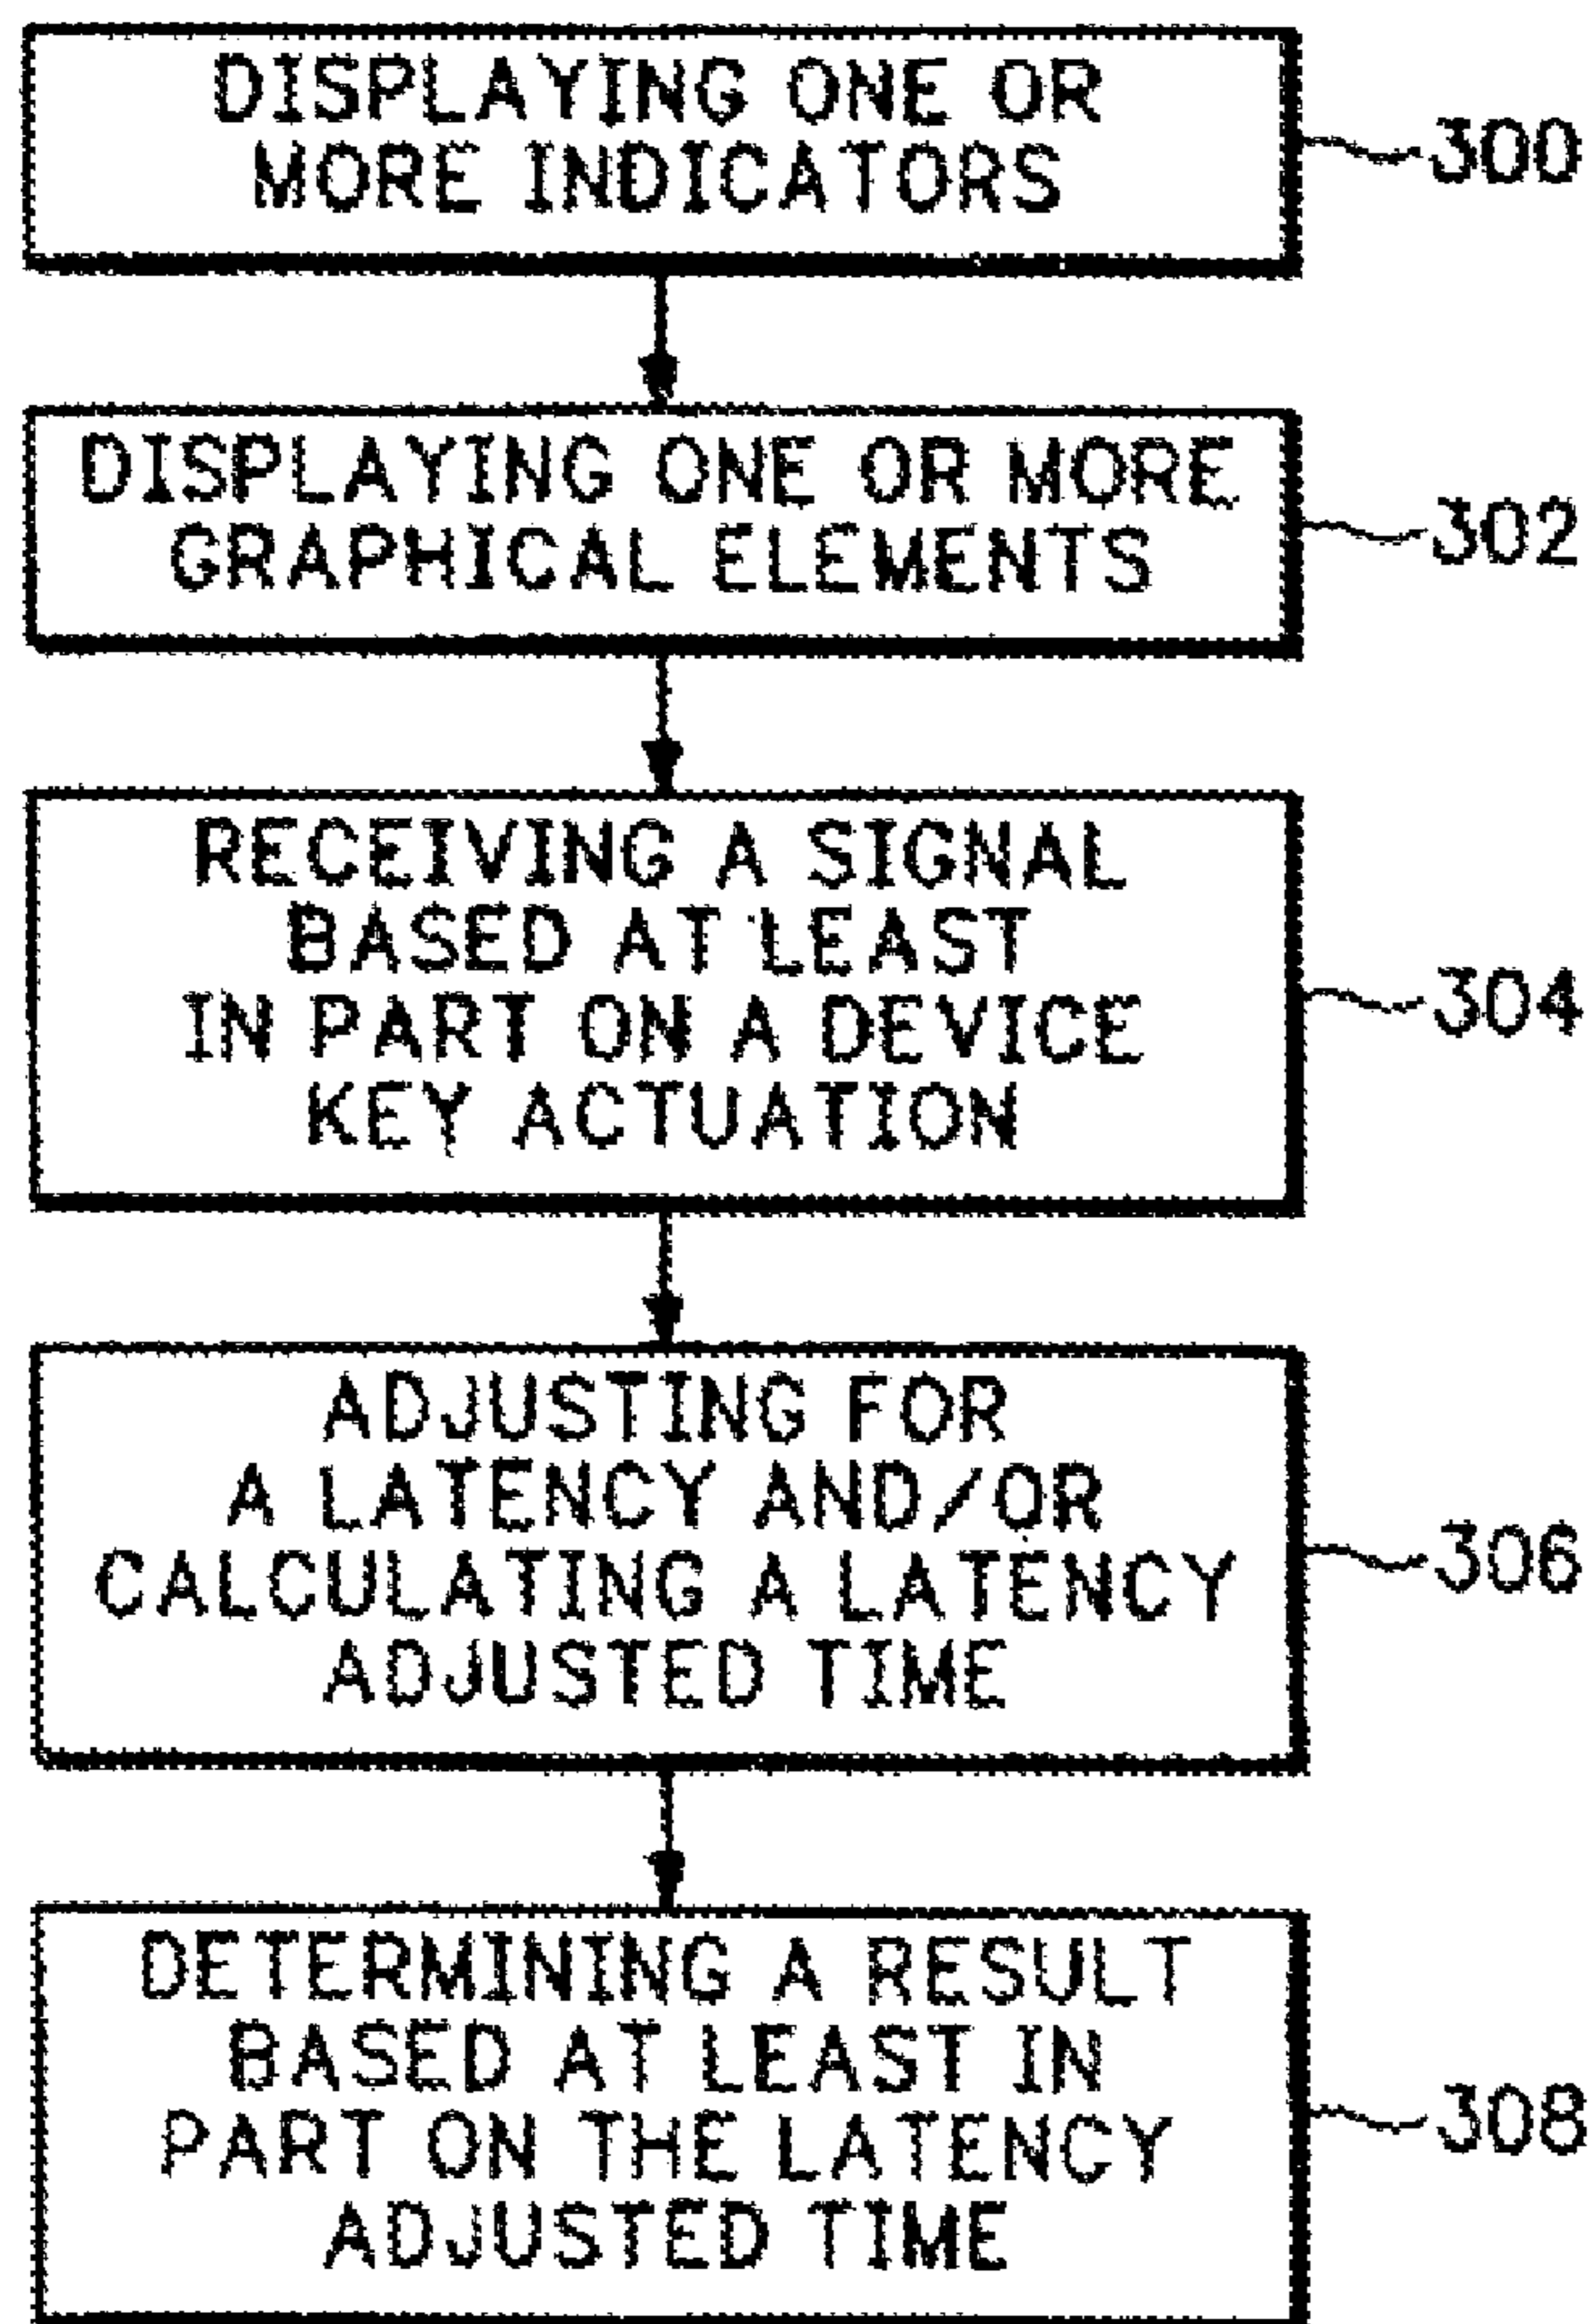 DISPLAYING ONE OR
MORE INDICATORS
300
DISPLAYING ONE OR MORE
GRAPHICAL ELEMENTS
302
RECEIVING A SIGNAL
BASED AT LEAST
IN PART ON A DEVICE
KEY ACTUATION
304
ADJUSTING FOR
A LATENCY AND/OR
CALCULATING A LATENCY
ADJUSTED TIME
306
DETERMINING A RESULT
BASED AT LEAST IN
PART ON THE LATENCY
ADJUSTED TIME
308